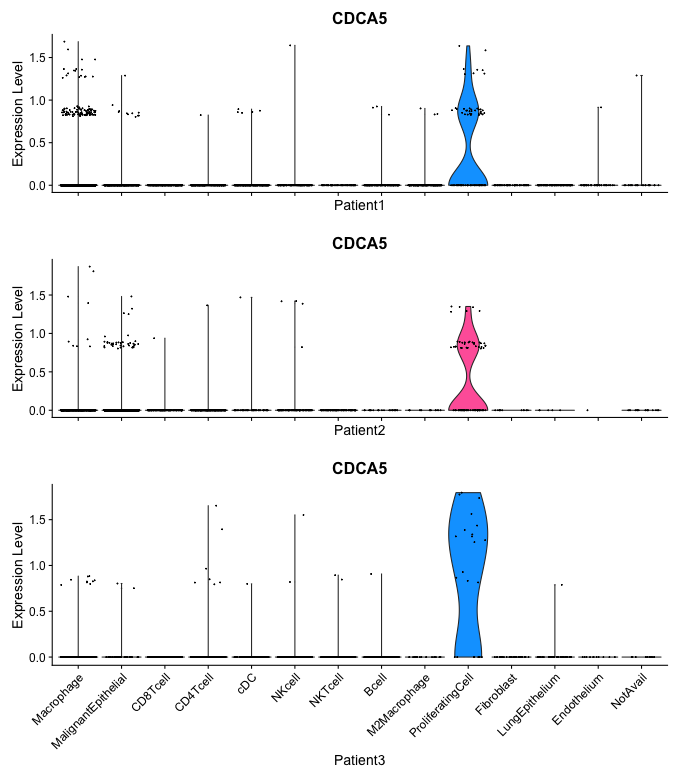 CDCA5
Expression Level
1.5
1.0
0.5
0.0
Patient1
CDCA5
Expression Level
1.5
1.0
0.5
0.0
Patient2
CDCA5
Expression Level
1.5
1.0
0.5
0.0
Macrophage
MalignantEpithelial
CD8Tcell
CD4Tcell
cDC
NKcell
NKTcell
Bcell
M2Macrophage
ProliferatingCell
Fibroblast
LungEpithelium
Endothelium
NotAvail
Patient3